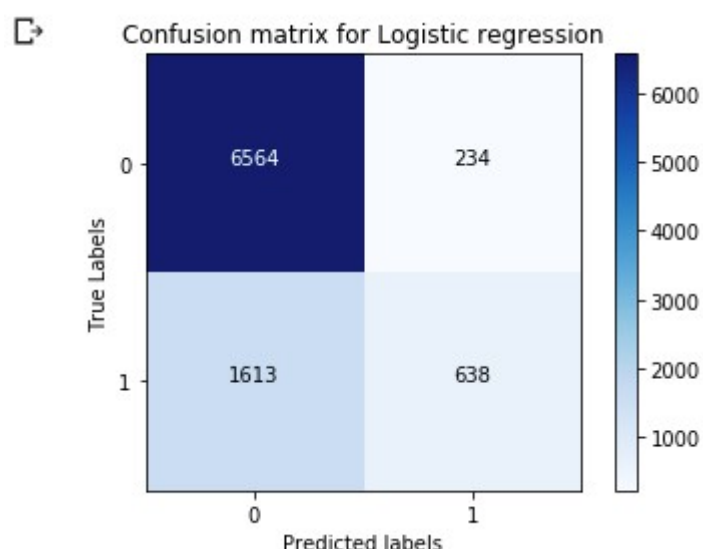 Confusion matrix for Logistic regression
6000
0 6564 234
5000
4000
True Labels
3000
1 1613 638
2000
1000
0 1
Predicted labels